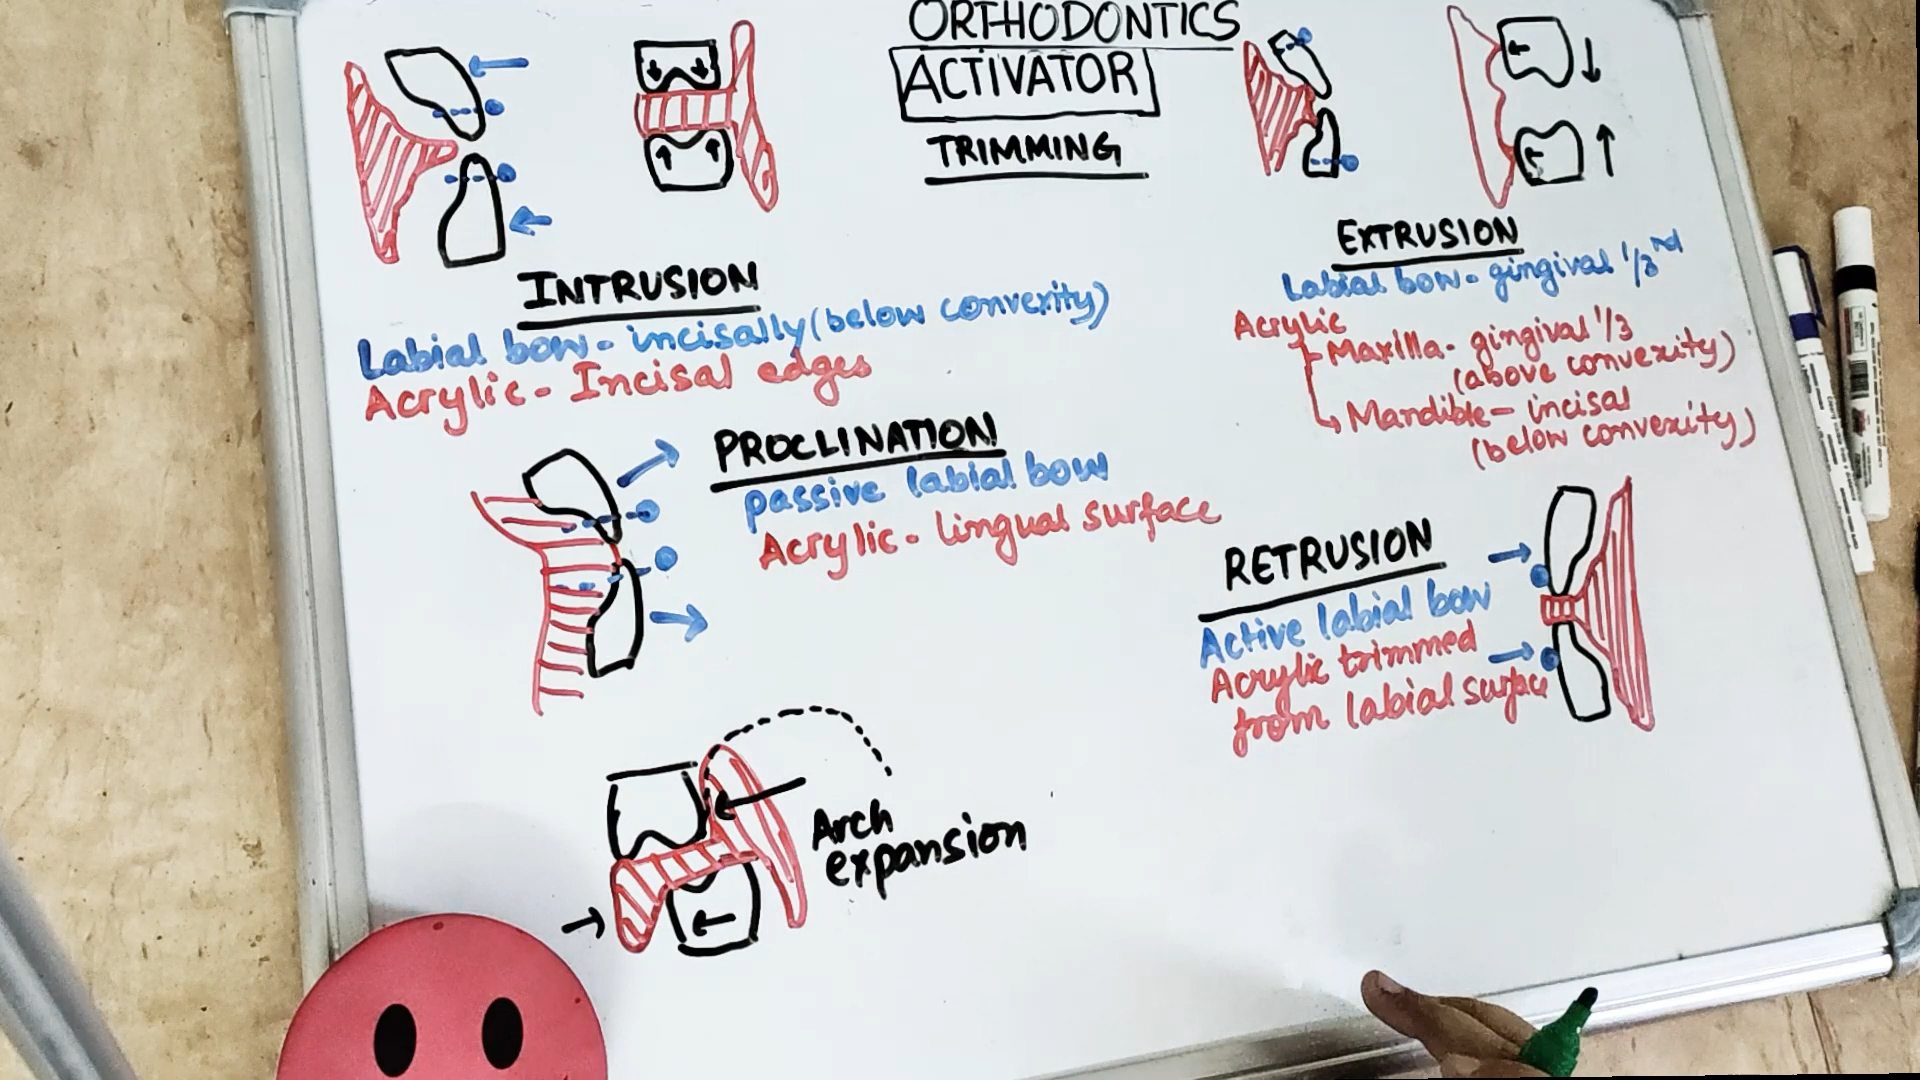 ORTHODONTICS
ACTIVATOR
TRIMMING
INTRUSION
Labial bow - incisally (below convexity)
Acrylic - Incisal edges
EXTRUSION
Labial bow - gingival 1/3rd
Acrylic
Maxilla - gingival 1/3
(above convexity)
Mandible - incisal
(below convexity)
PROCLINATION
passive labial bow
Acrylic - lingual surface
RETRUSION
Active labial bow
Acrylic trimmed
from labial surface
Arch
expansion